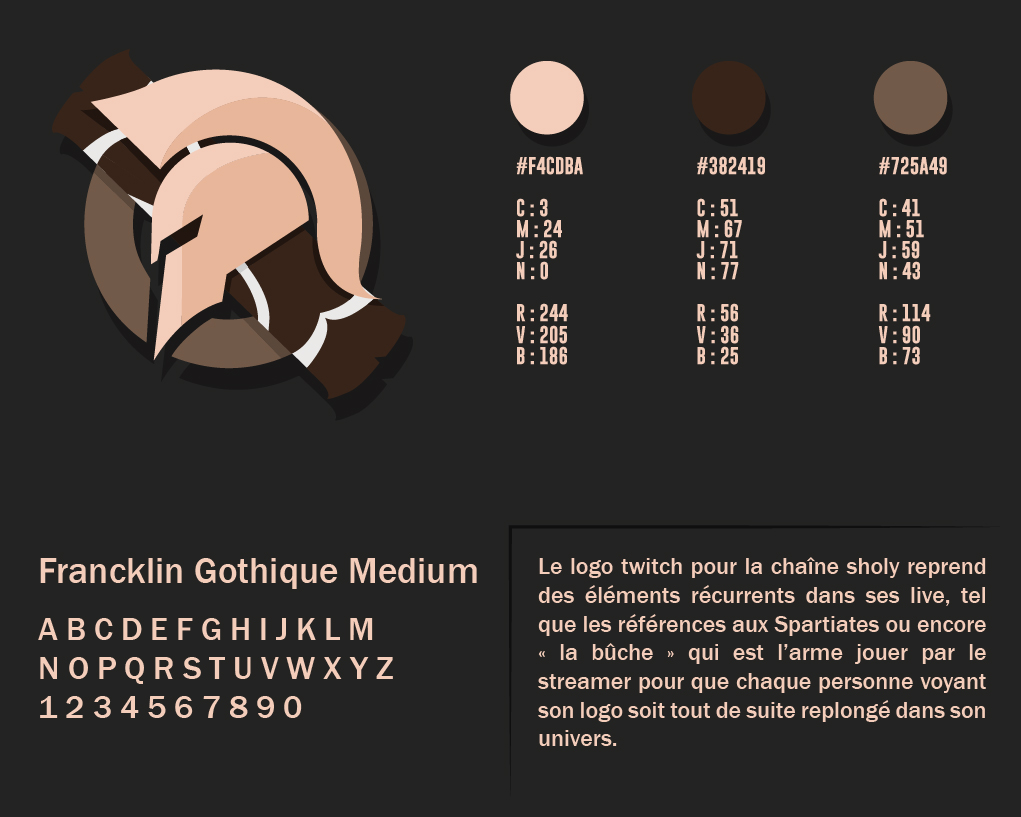 #F4CDBA
C : 3
M : 24
J : 26
N : 0
R : 244
V : 205
B : 186
#382419
C : 51
M : 67
J : 71
N : 77
R : 56
V : 36
B : 25
#725A49
C : 41
M : 51
J : 59
N : 43
R : 114
V : 90
B : 73
Francklin Gothique Medium
A B C D E F G H I J K L M
N O P Q R S T U V W X Y Z
1 2 3 4 5 6 7 8 9 0
Le logo twitch pour la chaîne sholy reprend
des éléments récurrents dans ses live, tel
que les références aux Spartiates ou encore
« la bûche » qui est l’arme jouer par le
streamer pour que chaque personne voyant
son logo soit tout de suite replongé dans son
univers.